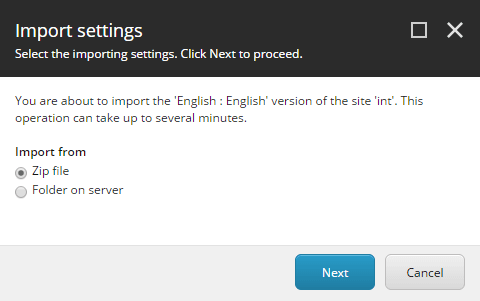 Import settings
Select the importing settings. Click Next to proceed.
You are about to import the 'English : English' version of the site 'int'. This
operation can take up to several minutes.
Import from
Zip file
Folder on server
Next
Cancel